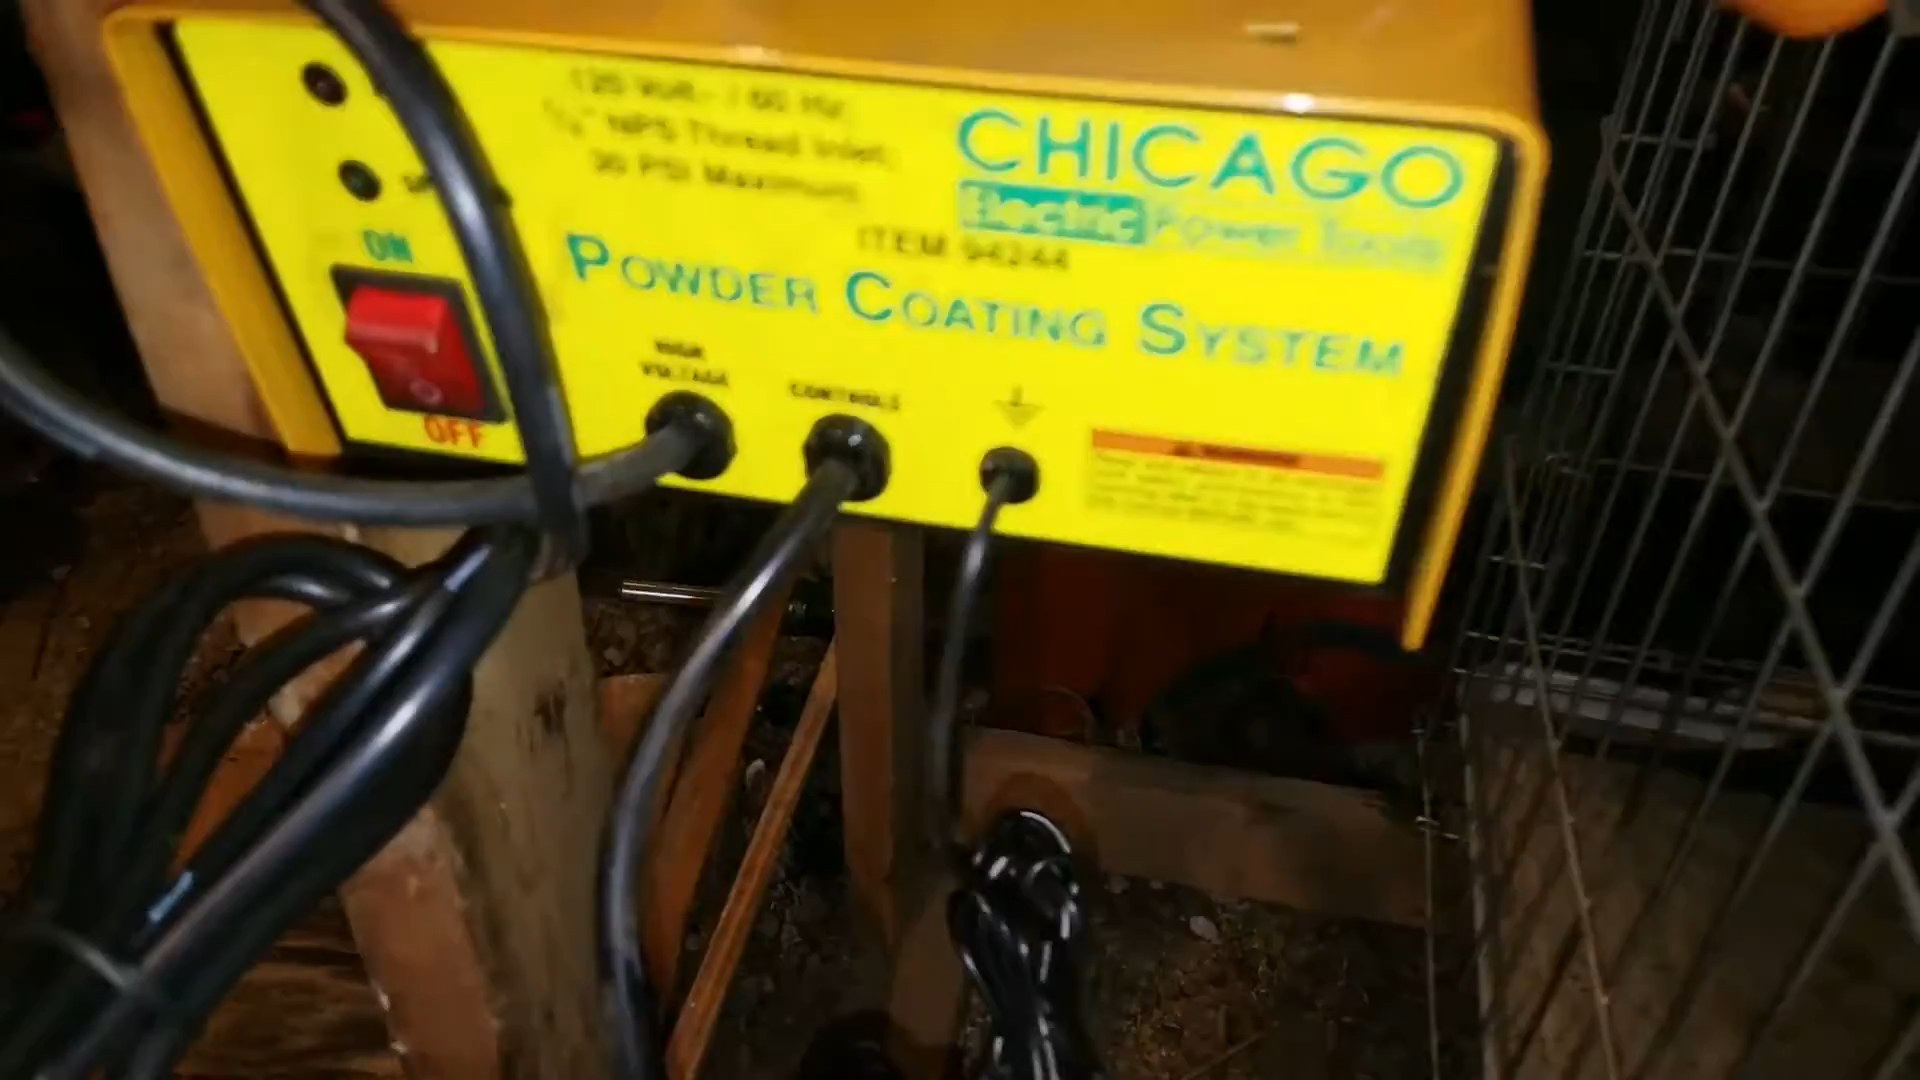 120 Volt~ / 60 Hz
1/4" NPS Thread Inlet
30 PSI Maximum
CHICAGO
Electric Power Tools
ITEM 94244
POWDER COATING SYSTEM
ON
OFF
HIGH
VOLTAGE
CONTROLS
WARNING